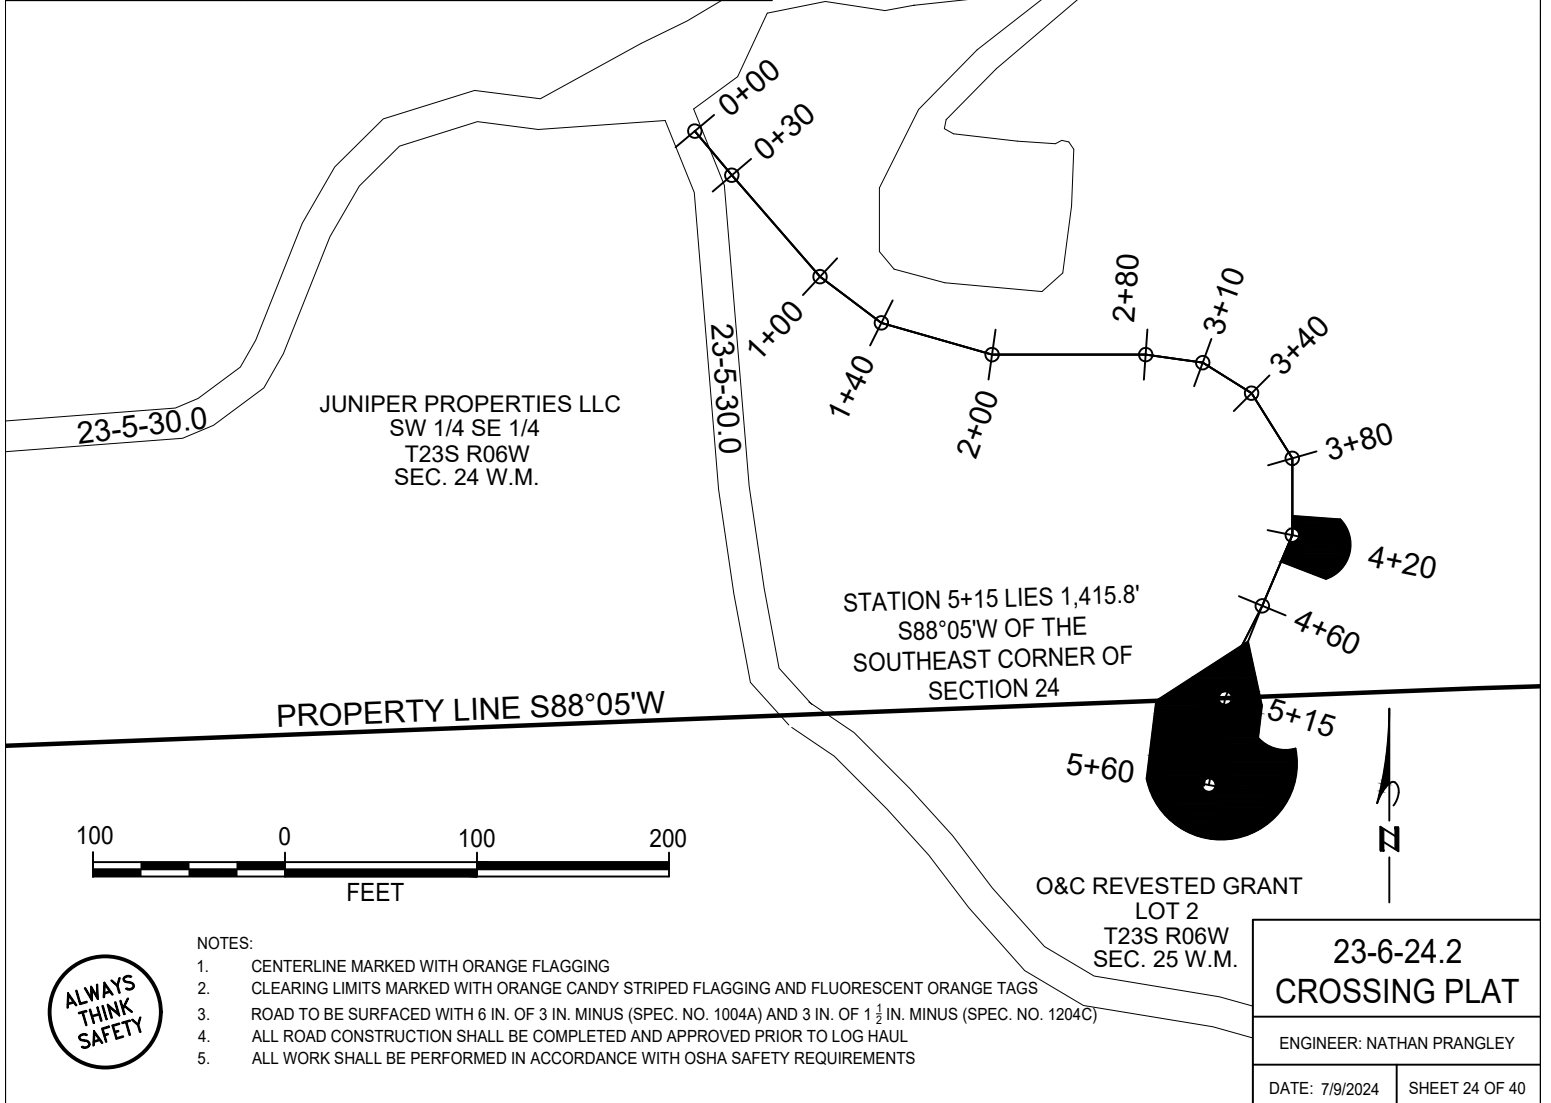 0+00
0+30
1+00
1+40
2+00
2+80
3+10
3+40
3+80
4+20
4+60
5+15
5+60
23-5-30.0
23-5-30.0
JUNIPER PROPERTIES LLC
SW 1/4 SE 1/4
T23S R06W
SEC. 24 W.M.
STATION 5+15 LIES 1,415.8'
S88°05'W OF THE
SOUTHEAST CORNER OF
SECTION 24
PROPERTY LINE S88°05'W
100 0 100 200
FEET
N
O&C REVESTED GRANT
LOT 2
T23S R06W
SEC. 25 W.M.
ALWAYS
THINK
SAFETY
NOTES:
1. CENTERLINE MARKED WITH ORANGE FLAGGING
2. CLEARING LIMITS MARKED WITH ORANGE CANDY STRIPED FLAGGING AND FLUORESCENT ORANGE TAGS
3. ROAD TO BE SURFACED WITH 6 IN. OF 3 IN. MINUS (SPEC. NO. 1004A) AND 3 IN. OF 1 1/2 IN. MINUS (SPEC. NO. 1204C)
4. ALL ROAD CONSTRUCTION SHALL BE COMPLETED AND APPROVED PRIOR TO LOG HAUL
5. ALL WORK SHALL BE PERFORMED IN ACCORDANCE WITH OSHA SAFETY REQUIREMENTS
23-6-24.2
CROSSING PLAT
ENGINEER: NATHAN PRANGLEY
DATE: 7/9/2024 SHEET 24 OF 40